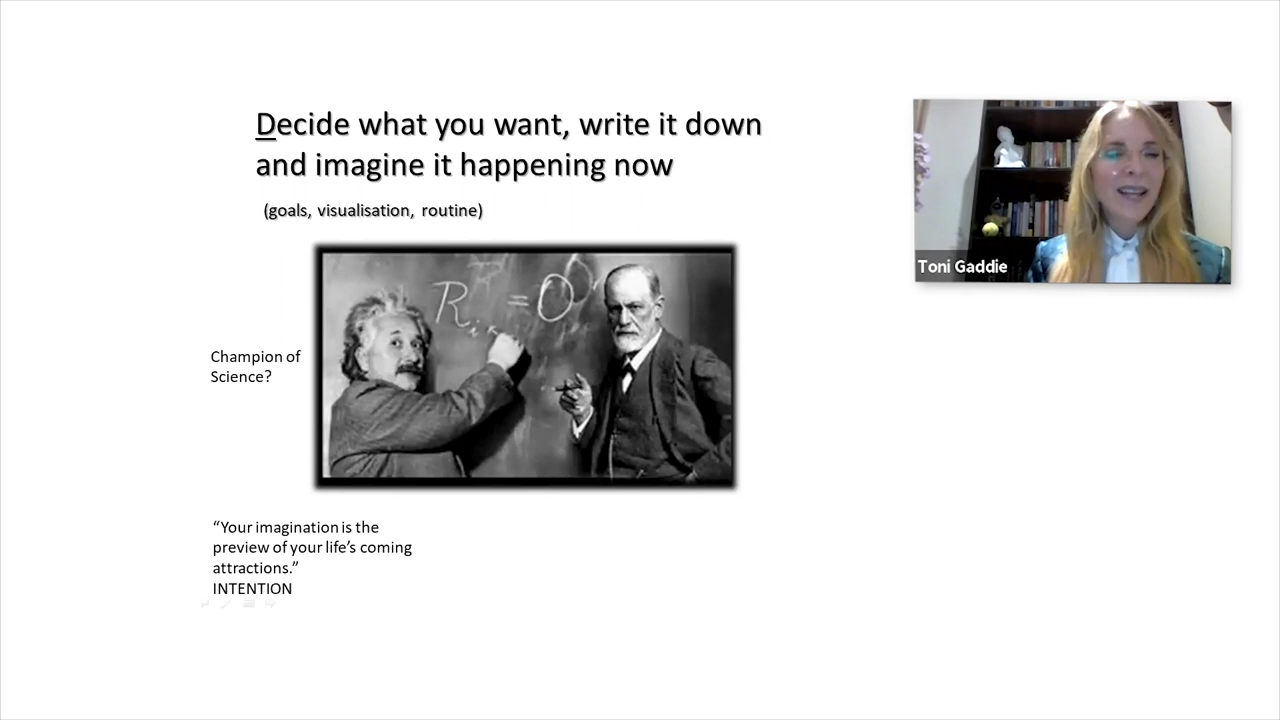 Decide what you want, write it down
and imagine it happening now
(goals, visualisation, routine)
Toni Gaddie
R
= 0
Champion of
Science?
“Your imagination is the
preview of your life’s coming
attractions.”
INTENTION